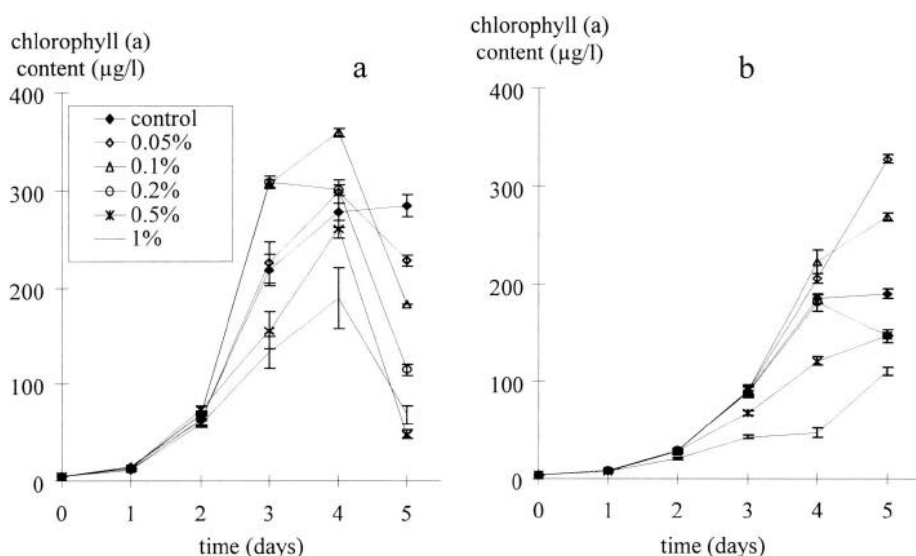 chlorophyll (a)
content (µg/l)
a
400
300
200
100
0
control
0.05%
0.1%
0.2%
0.5%
1%
0 1 2 3 4 5
time (days)
chlorophyll (a)
content (µg/l)
b
400
300
200
100
0
0 1 2 3 4 5
time (days)